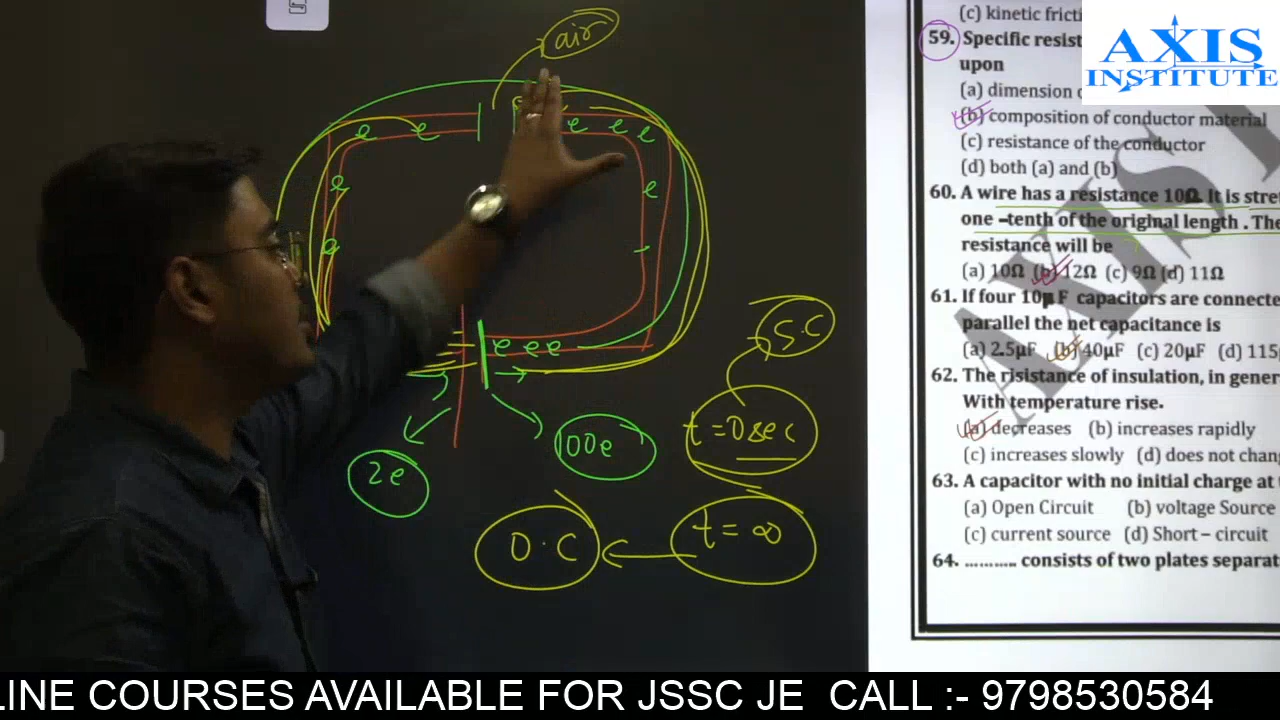 air
e e e e e
e e
e
e e e
S.C
t = 0 sec
100e
2e
O.C
t = ∞
(c) kinetic fricti
59. Specific resist
upon
(a) dimension
(b) composition of conductor material
(c) resistance of the conductor
(d) both (a) and (b)
60. A wire has a resistance 10Ω. It is stre
one –tenth of the original length . The
resistance will be
(a) 10Ω (b) 12Ω (c) 9Ω (d) 11Ω
61. If four 10µF capacitors are connecte
parallel the net capacitance is
(a) 2.5µF (b) 40µF (c) 20µF (d) 115
62. The risistance of insulation, in gener
With temperature rise.
(a) decreases (b) increases rapidly
(c) increases slowly (d) does not chan
63. A capacitor with no initial charge at
(a) Open Circuit (b) voltage Source
(c) current source (d) Short – circuit
64. ........... consists of two plates separat
AXIS
INSTITUTE
LINE COURSES AVAILABLE FOR JSSC JE CALL :- 9798530584